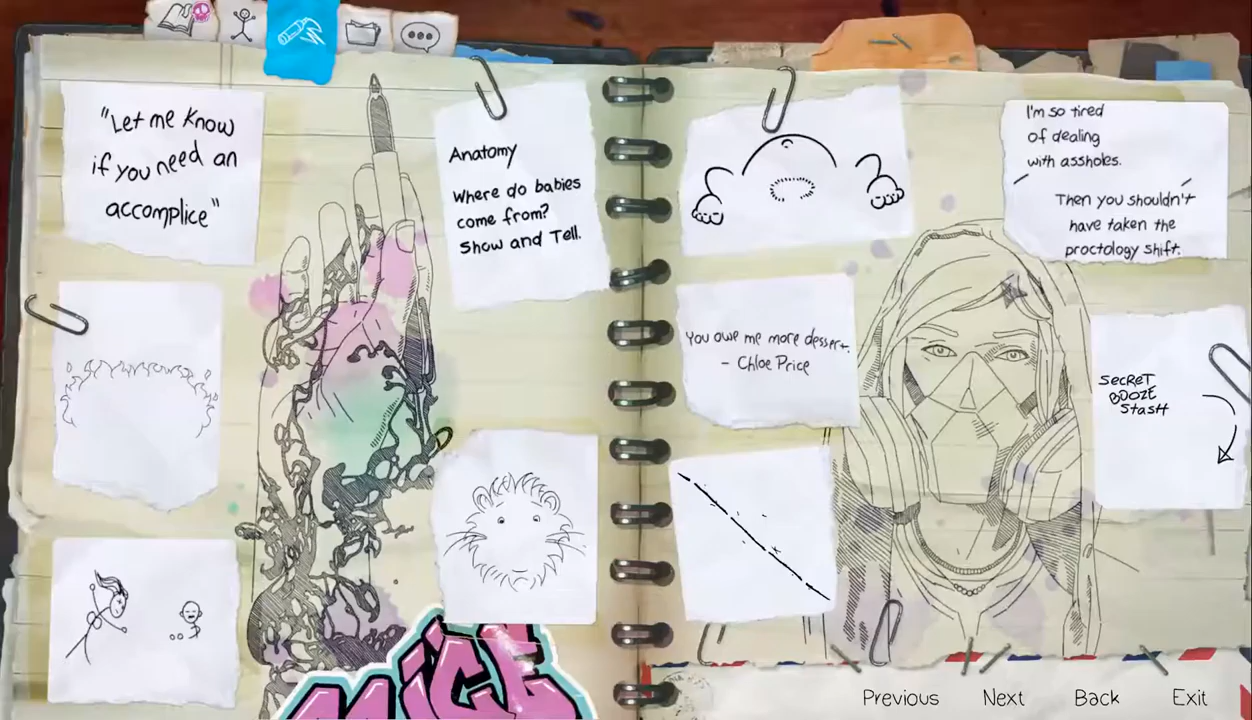 "Let me know
if you need an
accomplice"
Anatomy
Where do babies
come from?
Show and Tell.
NICE
I'm so tired
of dealing
with assholes.
Then you shouldn't
have taken the
proctology shift.
You owe me more dessert.
- Chloe Price
SecReT
BOOZE
StasH
Previous
Next
Back
Exit